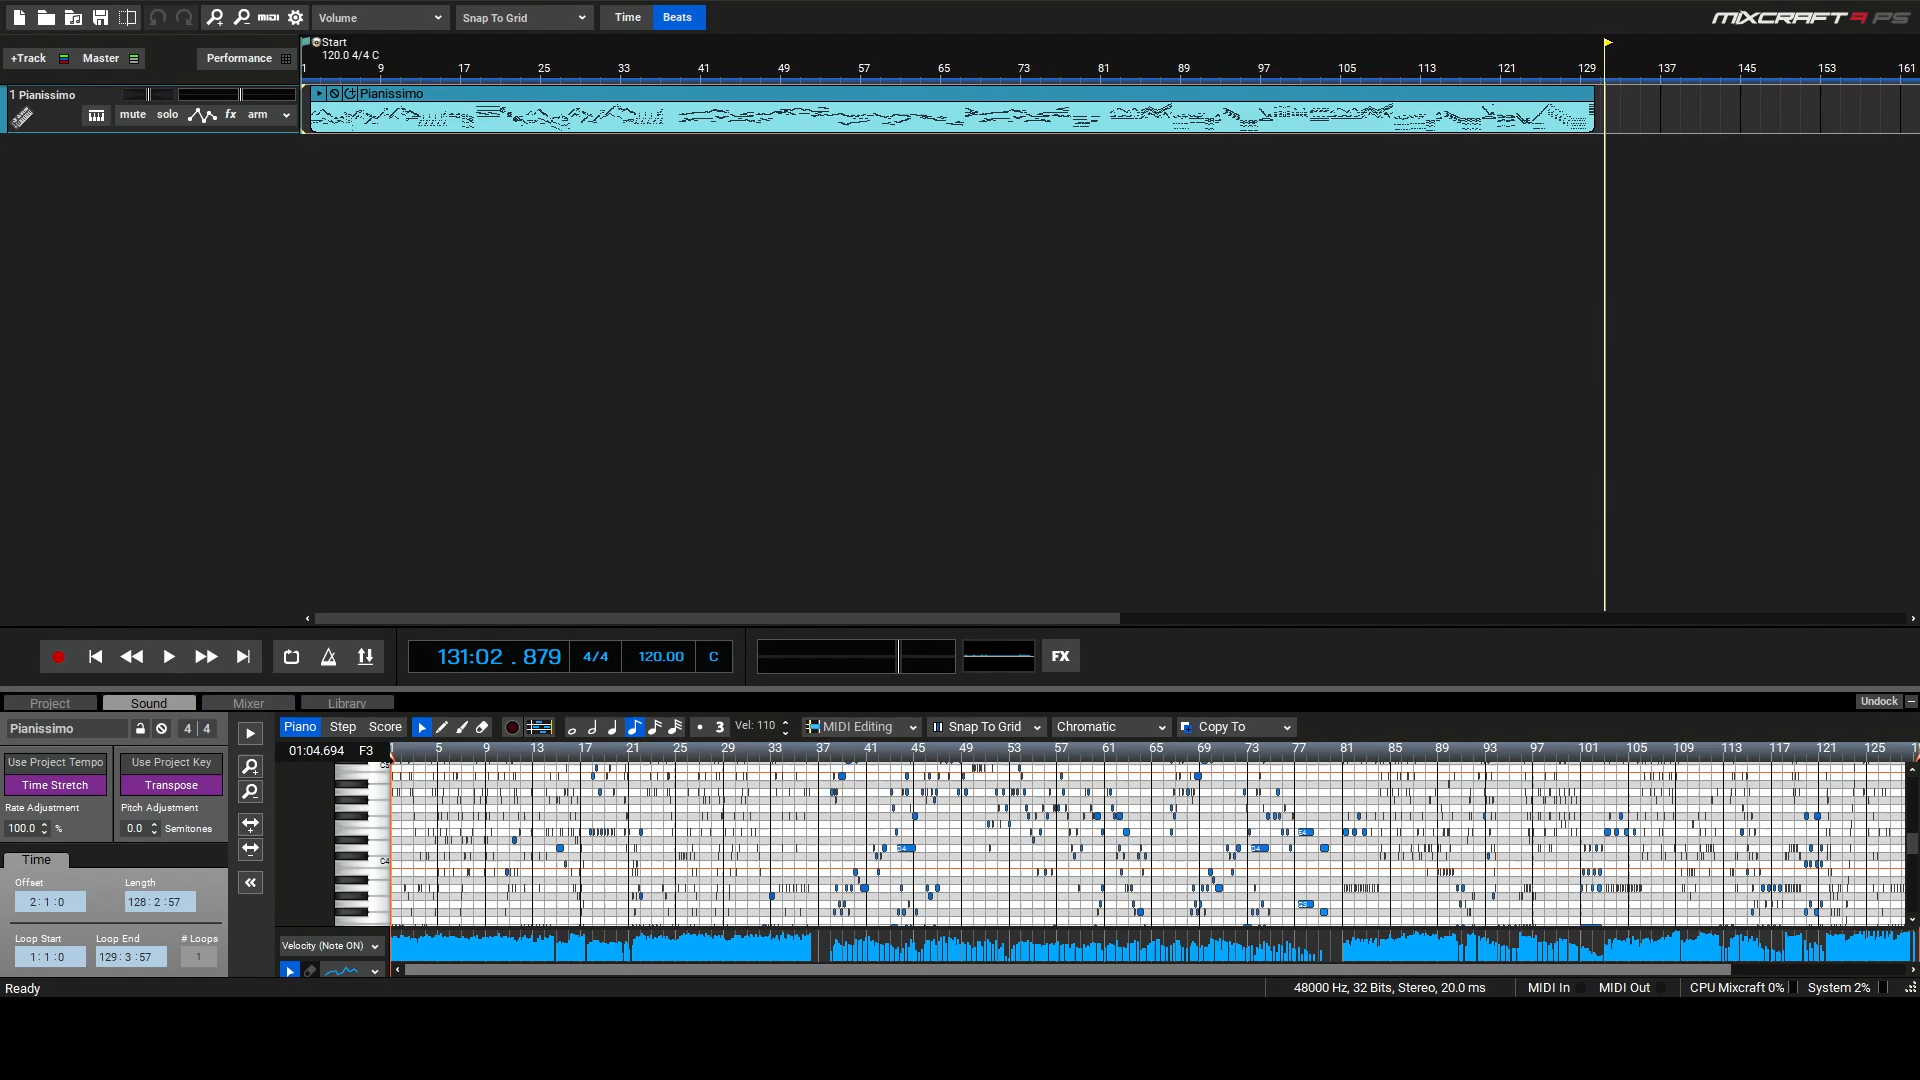 Volume
Snap To Grid
Time
Beats
MIXCRAFT 9 PS
+Track
Master
Performance
Start
120.0 4/4 C
1 9 17 25 33 41 49 57 65 73 81 89 97 105 113 121 129 137 145 153 161
1 Pianissimo
mute solo fx arm
Pianissimo
131:02 . 879
4/4
120.00
C
FX
Project
Sound
Mixer
Library
Undock
Pianissimo
4 4
Piano
Step
Score
3
Vel: 110
MIDI Editing
Snap To Grid
Chromatic
Copy To
01:04.694 F3
1 5 9 13 17 21 25 29 33 37 41 45 49 53 57 61 65 69 73 77 81 85 89 93 97 101 105 109 113 117 121 125
Use Project Tempo
Time Stretch
Rate Adjustment
100.0 %
Use Project Key
Transpose
Pitch Adjustment
0.0 Semitones
C4
Time
Offset
2: 1 :0
Length
128: 2 :57
Loop Start
1: 1 :0
Loop End
129: 3 :57
# Loops
1
Velocity (Note ON)
Ready
48000 Hz, 32 Bits, Stereo, 20.0 ms
MIDI In
MIDI Out
CPU Mixcraft 0%
System 2%